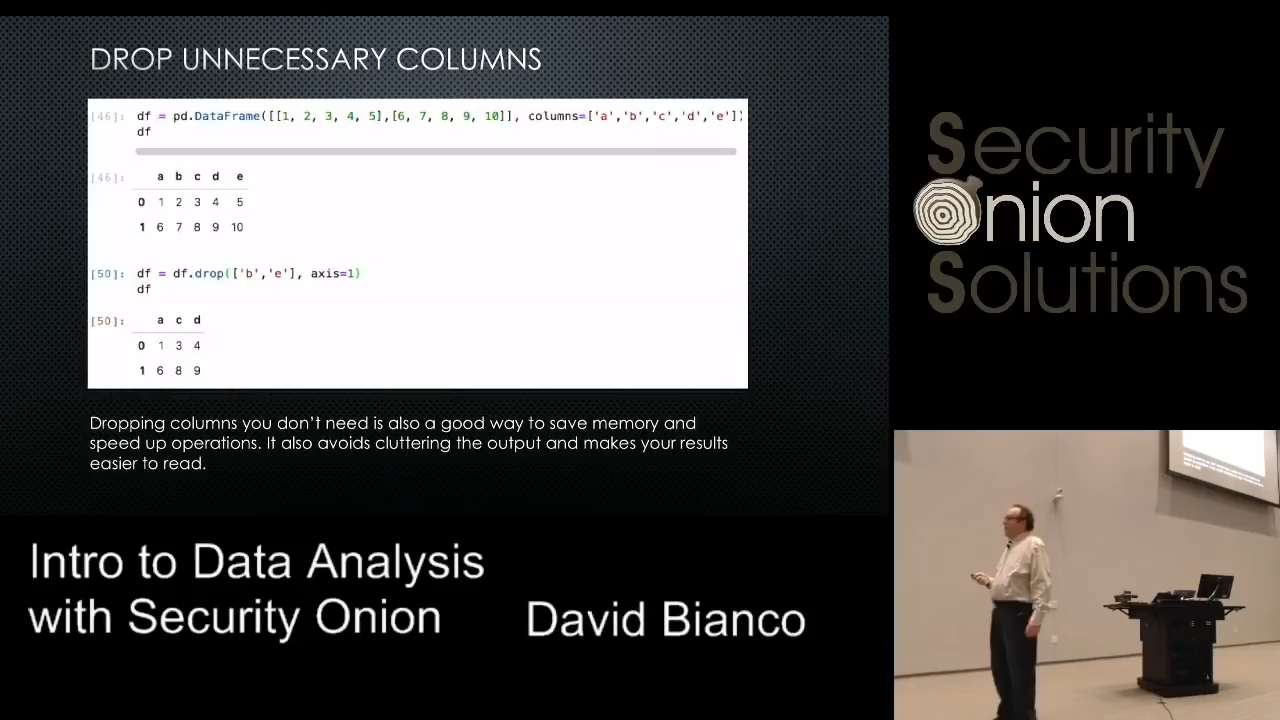 DROP UNNECESSARY COLUMNS
[46]: df = pd.DataFrame([[1, 2, 3, 4, 5],[6, 7, 8, 9, 10]], columns=['a','b','c','d','e'])
df
[46]: a b c d e
0 1 2 3 4 5
1 6 7 8 9 10
[50]: df = df.drop(['b','e'], axis=1)
df
[50]: a c d
0 1 3 4
1 6 8 9
Dropping columns you don't need is also a good way to save memory and
speed up operations. It also avoids cluttering the output and makes your results
easier to read.
Security
Onion
Solutions
Intro to Data Analysis
with Security Onion
David Bianco